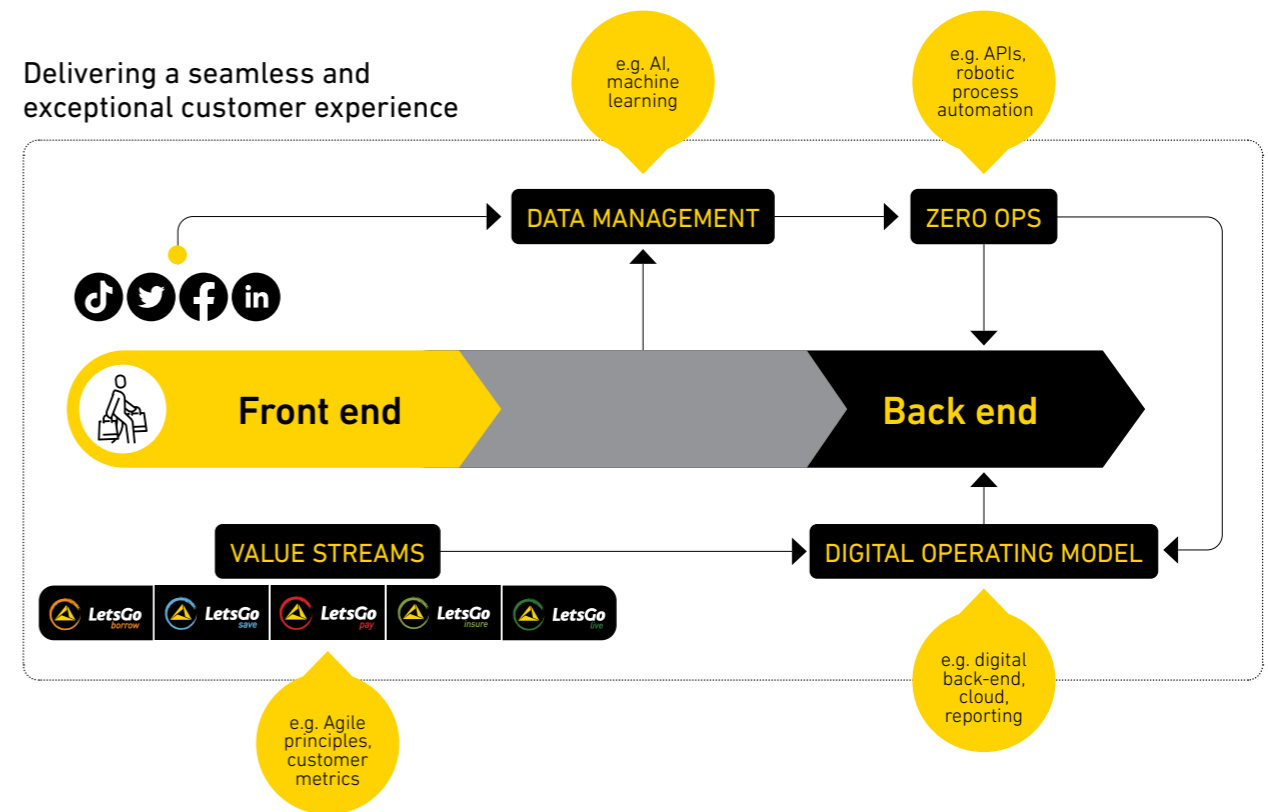 Delivering a seamless and
exceptional customer experience
e.g. AI,
machine
learning
e.g. APIs,
robotic
process
automation
DATA MANAGEMENT
ZERO OPS
in
Front end
Back end
VALUE STREAMS
DIGITAL OPERATING MODEL
LetsGo
borrow
LetsGo
save
LetsGo
pay
LetsGo
insure
LetsGo
live
e.g. digital
back-end,
cloud,
reporting
e.g. Agile
principles,
customer
metrics